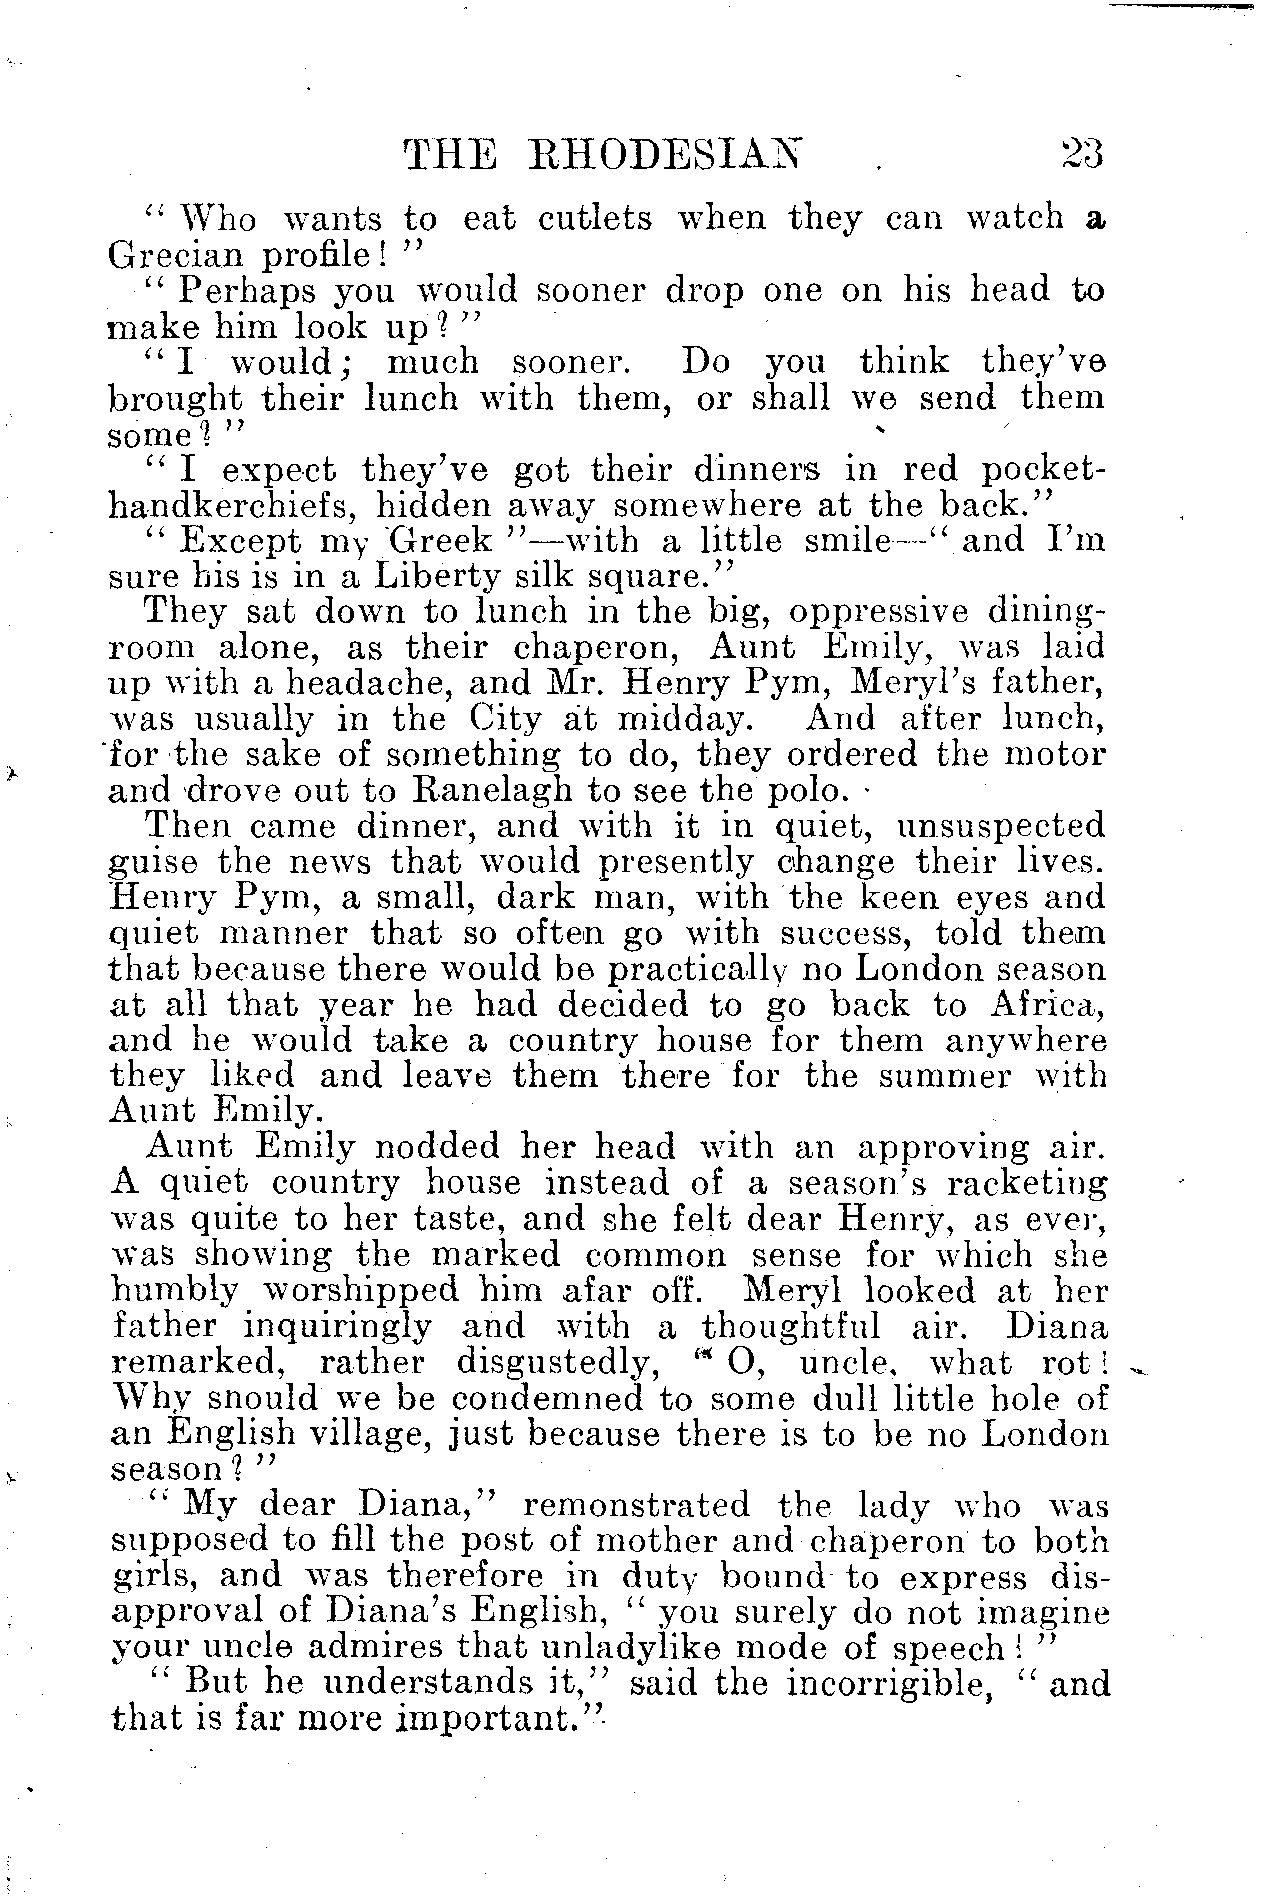 THE RHODESIAN 23
“ Who wants to eat cutlets when they can watch a
Grecian profile! ”
“ Perhaps you would sooner drop one on his head to
make him look up? ”
“ I would; much sooner. Do you think they've
brought their lunch with them, or shall we send them
some? ”
“ I expect they've got their dinners in red pocket-
handkerchiefs, hidden away somewhere at the back.”
“ Except my Greek ”—with a little smile—“ and I'm
sure his is in a Liberty silk square.”
They sat down to lunch in the big, oppressive dining-
room alone, as their chaperon, Aunt Emily, was laid
up with a headache, and Mr. Henry Pym, Meryl's father,
was usually in the City at midday. And after lunch,
for the sake of something to do, they ordered the motor
and drove out to Ranelagh to see the polo.
Then came dinner, and with it in quiet, unsuspected
guise the news that would presently change their lives.
Henry Pym, a small, dark man, with the keen eyes and
quiet manner that so often go with success, told them
that because there would be practically no London season
at all that year he had decided to go back to Africa,
and he would take a country house for them anywhere
they liked and leave them there for the summer with
Aunt Emily.
Aunt Emily nodded her head with an approving air.
A quiet country house instead of a season's racketing
was quite to her taste, and she felt dear Henry, as ever,
was showing the marked common sense for which she
humbly worshipped him afar off. Meryl looked at her
father inquiringly and with a thoughtful air. Diana
remarked, rather disgustedly, “ O, uncle, what rot!
Why snould we be condemned to some dull little hole of
an English village, just because there is to be no London
season? ”
“ My dear Diana,” remonstrated the lady who was
supposed to fill the post of mother and chaperon to both
girls, and was therefore in duty bound to express dis-
approval of Diana's English, “ you surely do not imagine
your uncle admires that unladylike mode of speech! ”
“ But he understands it,” said the incorrigible, “ and
that is far more important.”